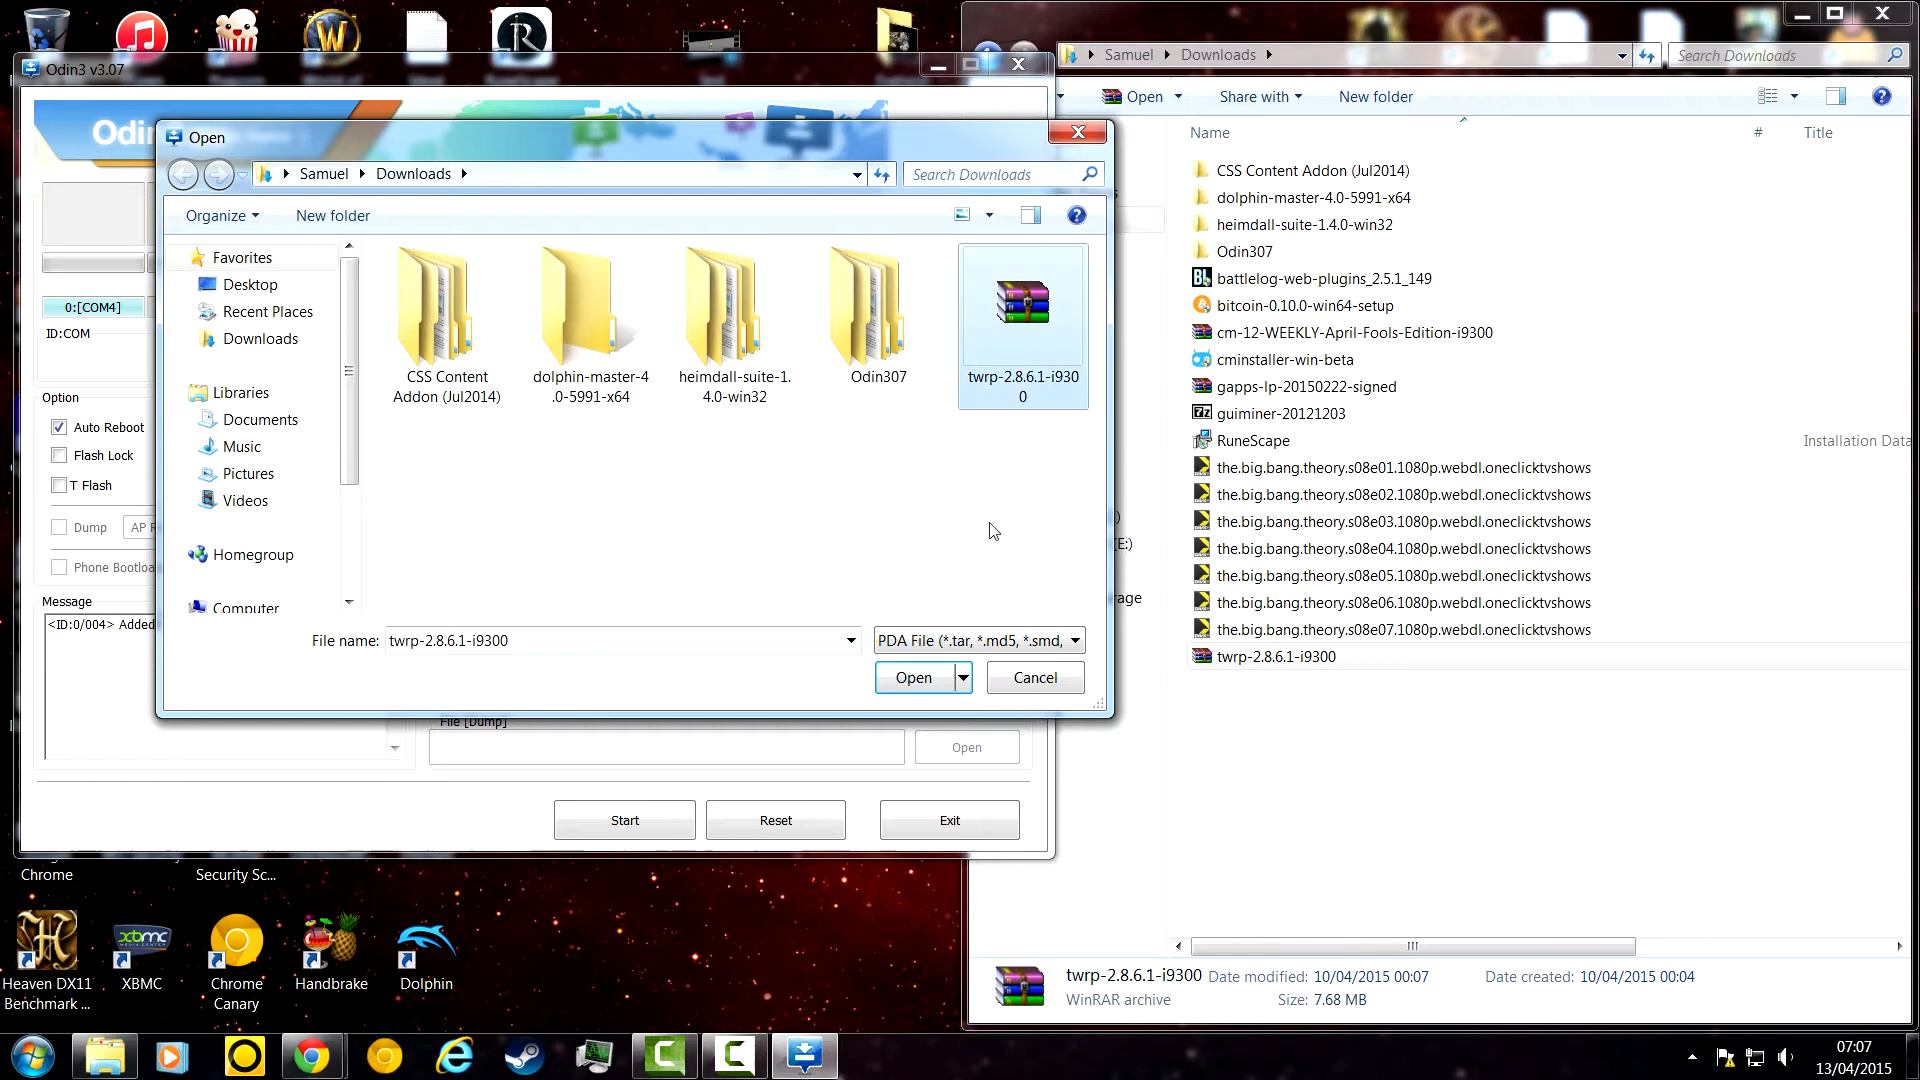 Odin3 v3.07
Odin
Open
Samuel
Downloads
Search Downloads
Organize
New folder
Favorites
Desktop
Recent Places
Downloads
Libraries
Documents
Music
Pictures
Videos
Homegroup
Computer
CSS Content
Addon (Jul2014)
dolphin-master-4
.0-5991-x64
heimdall-suite-1.
4.0-win32
Odin307
twrp-2.8.6.1-i930
0
File name:
twrp-2.8.6.1-i9300
PDA File (*.tar, *.md5, *.smd,
Open
Cancel
0:[COM4]
ID:COM
Option
Auto Reboot
Flash Lock
T Flash
Dump
AP R
Phone Bootloa
Message
<ID:0/004> Added
File [Dump]
Open
Start
Reset
Exit
Samuel
Downloads
Search Downloads
Open
Share with
New folder
Name
#
Title
CSS Content Addon (Jul2014)
dolphin-master-4.0-5991-x64
heimdall-suite-1.4.0-win32
Odin307
battlelog-web-plugins_2.5.1_149
bitcoin-0.10.0-win64-setup
cm-12-WEEKLY-April-Fools-Edition-i9300
cminstaller-win-beta
gapps-lp-20150222-signed
guiminer-20121203
RuneScape
Installation Data
the.big.bang.theory.s08e01.1080p.webdl.oneclicktvshows
the.big.bang.theory.s08e02.1080p.webdl.oneclicktvshows
the.big.bang.theory.s08e03.1080p.webdl.oneclicktvshows
the.big.bang.theory.s08e04.1080p.webdl.oneclicktvshows
the.big.bang.theory.s08e05.1080p.webdl.oneclicktvshows
the.big.bang.theory.s08e06.1080p.webdl.oneclicktvshows
the.big.bang.theory.s08e07.1080p.webdl.oneclicktvshows
twrp-2.8.6.1-i9300
(E:)
rage
twrp-2.8.6.1-i9300
Date modified: 10/04/2015 00:07
Date created: 10/04/2015 00:04
WinRAR archive
Size: 7.68 MB
Chrome
Security Sc...
Heaven DX11
Benchmark ...
XBMC
Chrome
Canary
Handbrake
Dolphin
07:07
13/04/2015